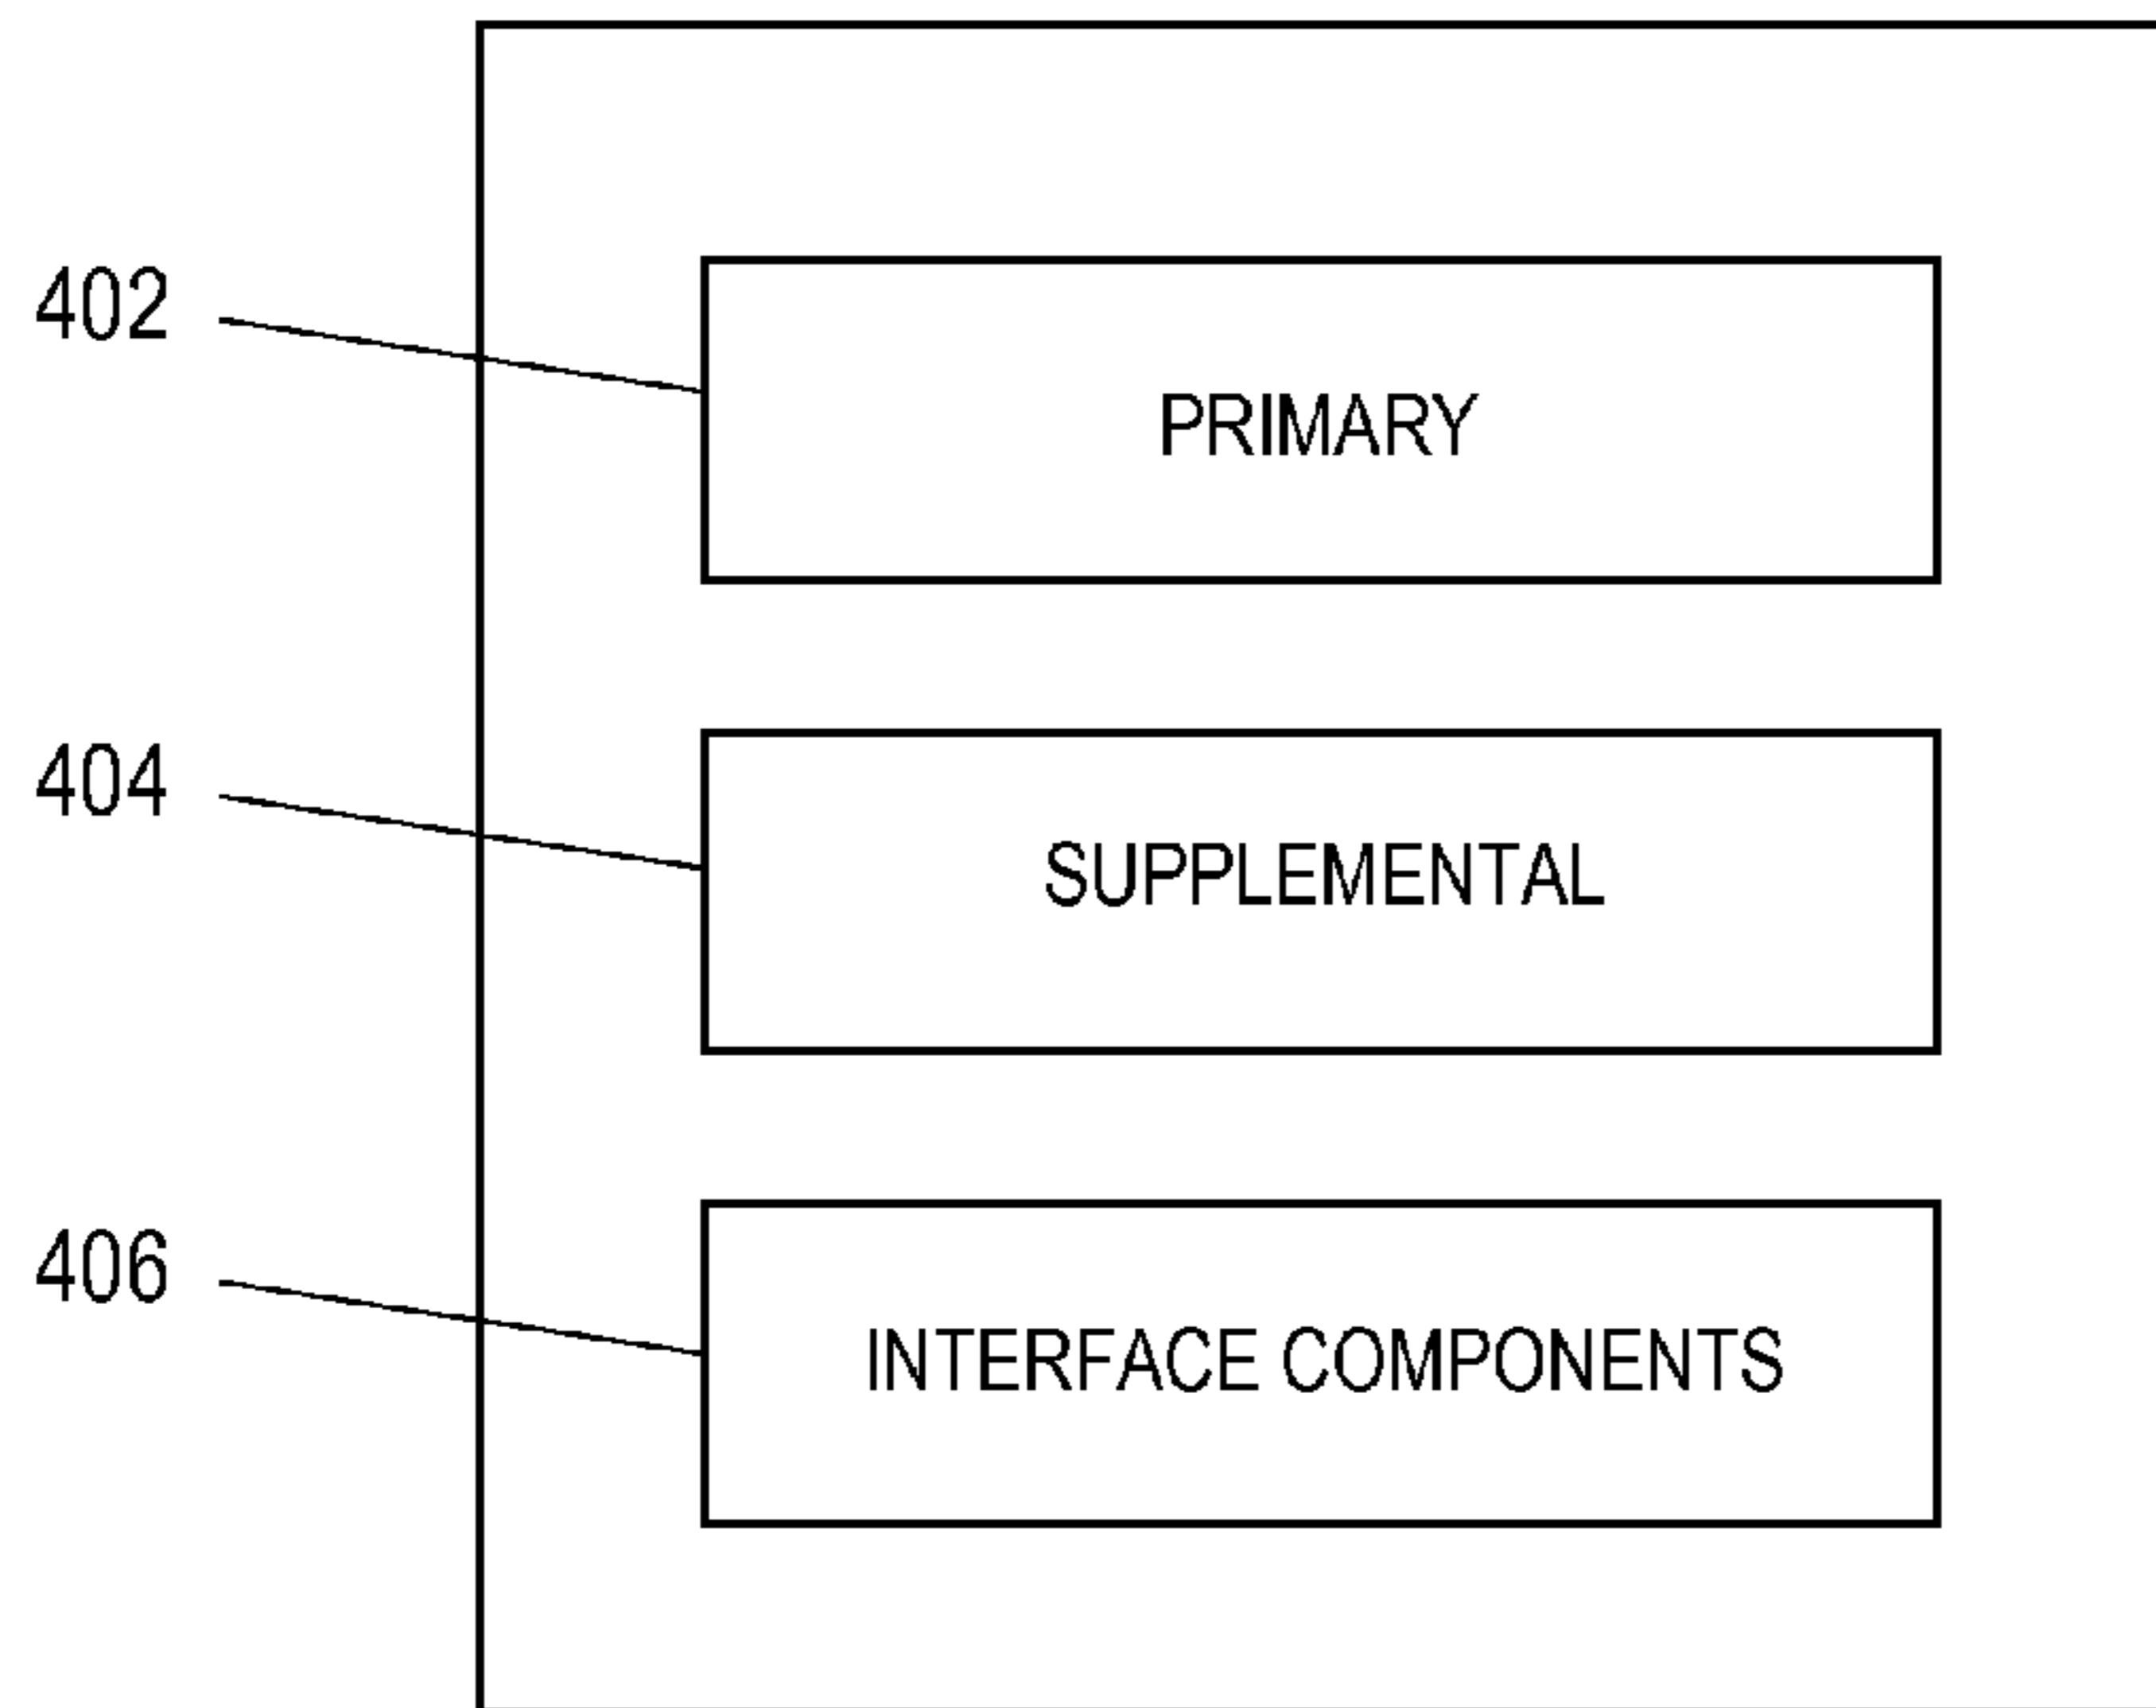 402
PRIMARY
404
SUPPLEMENTAL
406
INTERFACE COMPONENTS